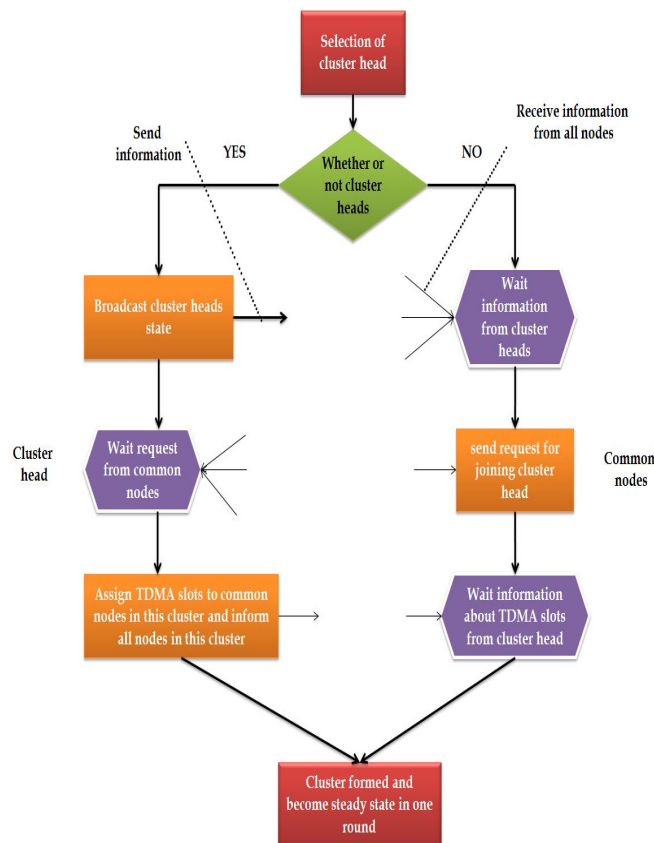 Selection of
cluster head
Receive information
from all nodes
Send
information
YES
NO
Whether or
not cluster
heads
Broadcast cluster heads
state
Wait
information
from cluster
heads
Cluster
head
Wait request
from common
nodes
send request for
joining cluster
head
Common
nodes
Assign TDMA slots to common
nodes in this cluster and inform
all nodes in this cluster
Wait information
about TDMA slots
from cluster head
Cluster formed and
become steady state in one
round